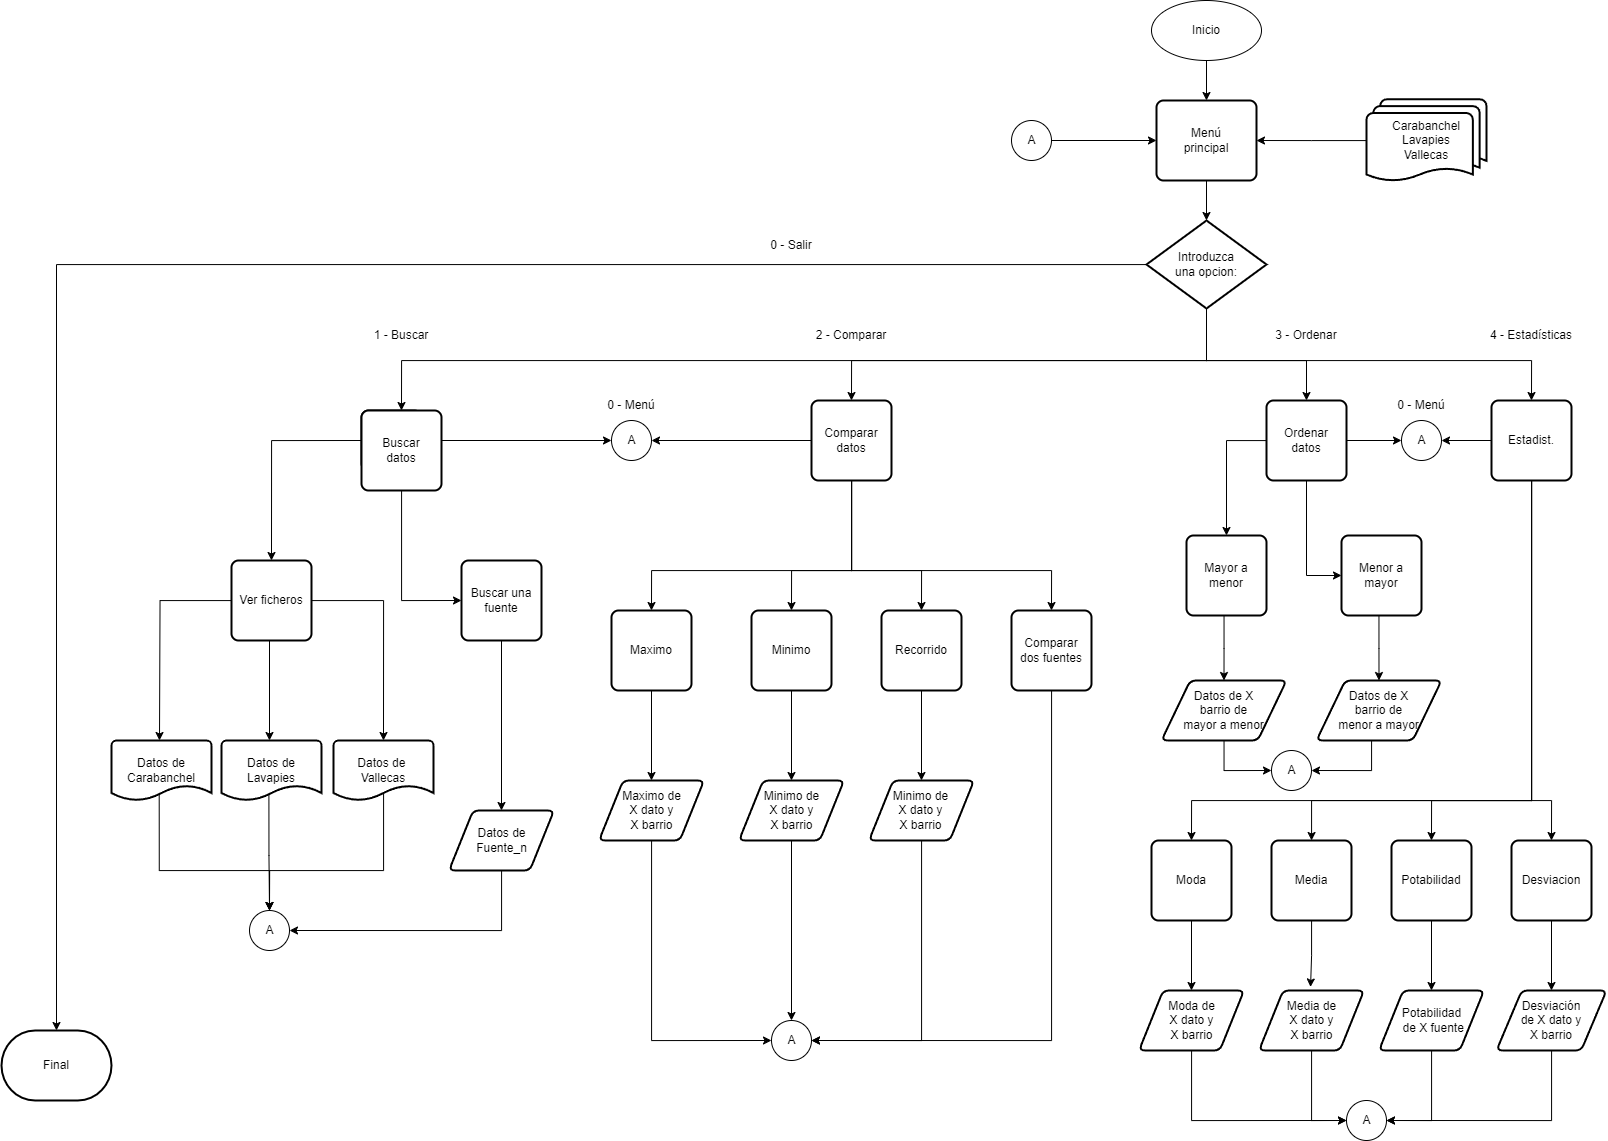 Inicio
A
Menú
principal
Carabanchel
Lavapies
Vallecas
0 - Salir
Introduzca
una opcion:
1 - Buscar
2 - Comparar
3 - Ordenar
4 - Estadísticas
Buscar
datos
0 - Menú
A
Comparar
datos
Ordenar
datos
0 - Menú
A
Estadist.
Ver ficheros
Buscar una
fuente
Maximo
Minimo
Recorrido
Comparar
dos fuentes
Mayor a
menor
Menor a
mayor
Datos de X
barrio de
mayor a menor
Datos de X
barrio de
menor a mayor
A
Datos de
Carabanchel
Datos de
Lavapies
Datos de
Vallecas
Datos de
Fuente_n
A
Maximo de
X dato y
X barrio
Minimo de
X dato y
X barrio
Minimo de
X dato y
X barrio
A
Moda
Media
Potabilidad
Desviacion
Moda de
X dato y
X barrio
Media de
X dato y
X barrio
Potabilidad
de X fuente
Desviación
de X dato y
X barrio
A
Final